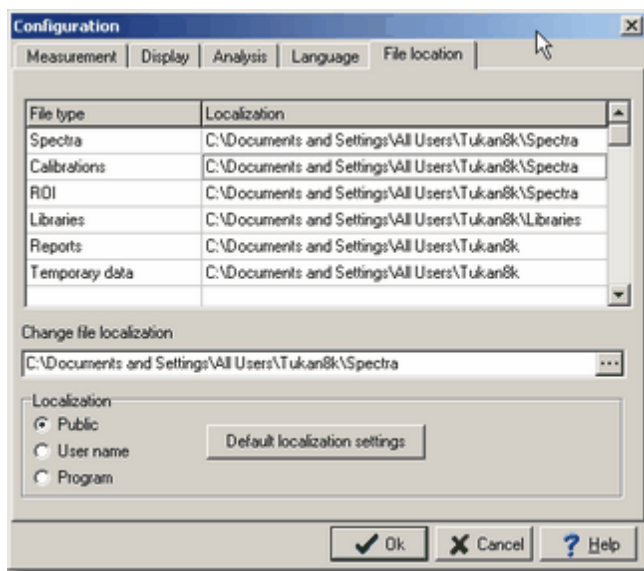 Configuration
Measurement Display Analysis Language File location
File type Localization
Spectra C:\Documents and Settings\All Users\Tukan8k\Spectra
Calibrations C:\Documents and Settings\All Users\Tukan8k\Spectra
ROI C:\Documents and Settings\All Users\Tukan8k\Spectra
Libraries C:\Documents and Settings\All Users\Tukan8k\Libraries
Reports C:\Documents and Settings\All Users\Tukan8k
Temporary data C:\Documents and Settings\All Users\Tukan8k
Change file localization
C:\Documents and Settings\All Users\Tukan8k\Spectra ...
Localization
Public
User name
Default localization settings
Program
Ok Cancel ? Help